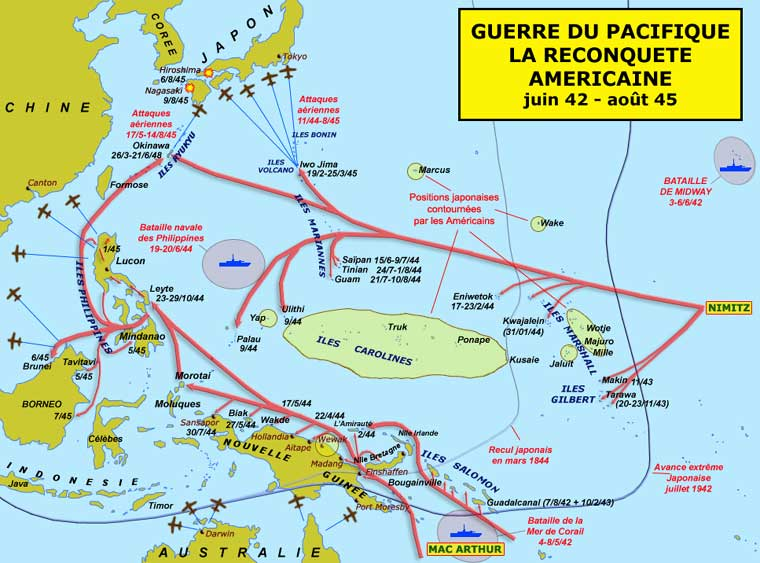 GUERRE DU PACIFIQUE
LA RECONQUETE
AMERICAINE
juin 42 - août 45
COREE
JAPON
Tokyo
Hiroshima
6/8/45
Nagasaki
9/8/45
CHINE
Attaques
aériennes
17/5-14/8/45
Attaques
aériennes
11/44-8/45
Okinawa
26/3-21/6/48
ILES RYUKYU
ILES BONIN
ILES
VOLCANO
Iwo Jima
19/2-25/3/45
Marcus
BATAILLE
DE MIDWAY
3-6/6/42
Canton
Formose
Positions japonaises
contournées
par les Américains
Wake
Bataille navale
des Philippines
19-20/6/44
ILES MARIANNES
1/45
Lucon
Saïpan 15/6-9/7/44
Tinian 24/7-1/8/44
Guam 21/7-10/8/44
ILES PHILIPPINES
Leyte
23-29/10/44
Eniwetok
17-23/2/44
Kwajalein
(31/01/44)
ILES MARSHALL
NIMITZ
Yap
Ulithi
9/44
Palau
9/44
Truk
ILES CAROLINES
Ponape
Kusaie
Wotje
Majuro
Mille
Jaluit
Mindanao
5/45
6/45
Brunei
Tavitavi
5/45
BORNEO
7/45
Morotai
Moluques
Makin 11/43
Tarawa
(20-23/11/43)
ILES
GILBERT
Sansapor
30/7/44
Biak
27/5/44
17/5/44
Wakde
22/4/44
Hollandia
Aitape
Wewak
L'Amirauté
2/44
Nlle Irlande
Célèbes
NOUVELLE
GUINEE
Madang
Nlle Bretagne
Finshaffen
Bougainville
ILES SALOMON
Recul japonais
en mars 1844
Avance extrême
Japonaise
juillet 1942
INDONESIE
Java
Timor
Port Moresby
Guadalcanal (7/8/42 + 10/2/43)
Darwin
AUSTRALIE
MAC ARTHUR
Bataille de la
Mer de Corail
4-8/5/42